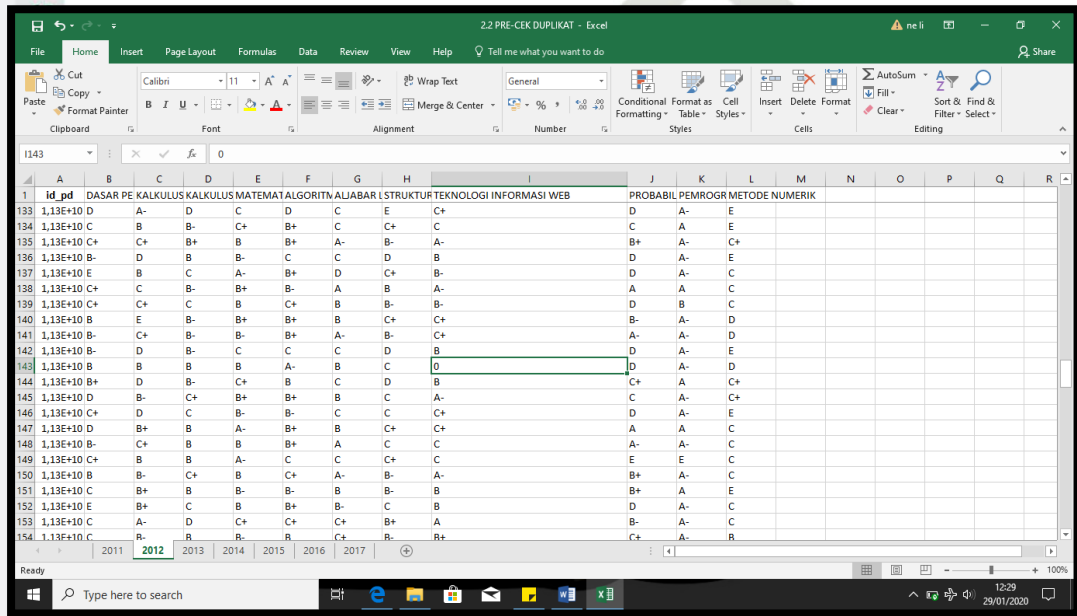 2.2 PRE-CEK DUPLIKAT - Excel
ne li
File Home Insert Page Layout Formulas Data Review View Help Tell me what you want to do Share
Cut
Copy
Format Painter
Paste
Calibri 11
Wrap Text
Merge & Center
General
Conditional Formatting
Format as Table
Cell Styles
Insert Delete Format
AutoSum
Fill
Clear
Sort & Filter
Find & Select
Clipboard Font Alignment Number Styles Cells Editing
I143 fx 0
A B C D E F G H I J K L M N O P Q R
1 id_pd DASAR PE KALKULUS KALKULUS MATEMAT ALGORITM ALJABAR L STRUKTUR TEKNOLOGI INFORMASI WEB PROBABIL PEMROGR METODE NUMERIK
133 1,13E+10 D A- D C D C E C+ D A- E
134 1,13E+10 C B B- C+ B+ C C+ C C A E
135 1,13E+10 C+ C+ B+ B B+ A- B- A- B+ A- C+
136 1,13E+10 B- D B B- C C D B D A- E
137 1,13E+10 E B C A- B+ D C+ B- D A- C
138 1,13E+10 C+ C B- B+ B- A B A- A A C
139 1,13E+10 C+ C+ C B C+ B B- B- D B C
140 1,13E+10 B E B- B+ B+ B C+ C+ B- A- D
141 1,13E+10 B- C+ B- B- B+ A- B- C+ A- A- D
142 1,13E+10 B- D B- C C C D B D A- E
143 1,13E+10 B B B B A- B C 0 D A- D
144 1,13E+10 B+ D B- C+ B C D B C+ A C+
145 1,13E+10 D B- C+ B+ B+ B C A- C A- C+
146 1,13E+10 C+ D C B- B- C C C+ D A- E
147 1,13E+10 D B+ B A- B+ B C+ C+ A A C
148 1,13E+10 B- C+ B B B+ A C C A- A- C
149 1,13E+10 C+ B B A- C C C+ C E E C
150 1,13E+10 B B- C+ B C+ A- B- A- B+ A- C
151 1,13E+10 C B+ B B- B- B B- B B+ A E
152 1,13E+10 E B+ C B B+ B- C B D A- C
153 1,13E+10 C A- D C+ C+ C+ B+ A B- A- C
154 1,13E+10 C B- B B- B C+ B- B+ C+ A- B
2011 2012 2013 2014 2015 2016 2017
Ready 100%
Type here to search
12:29
29/01/2020